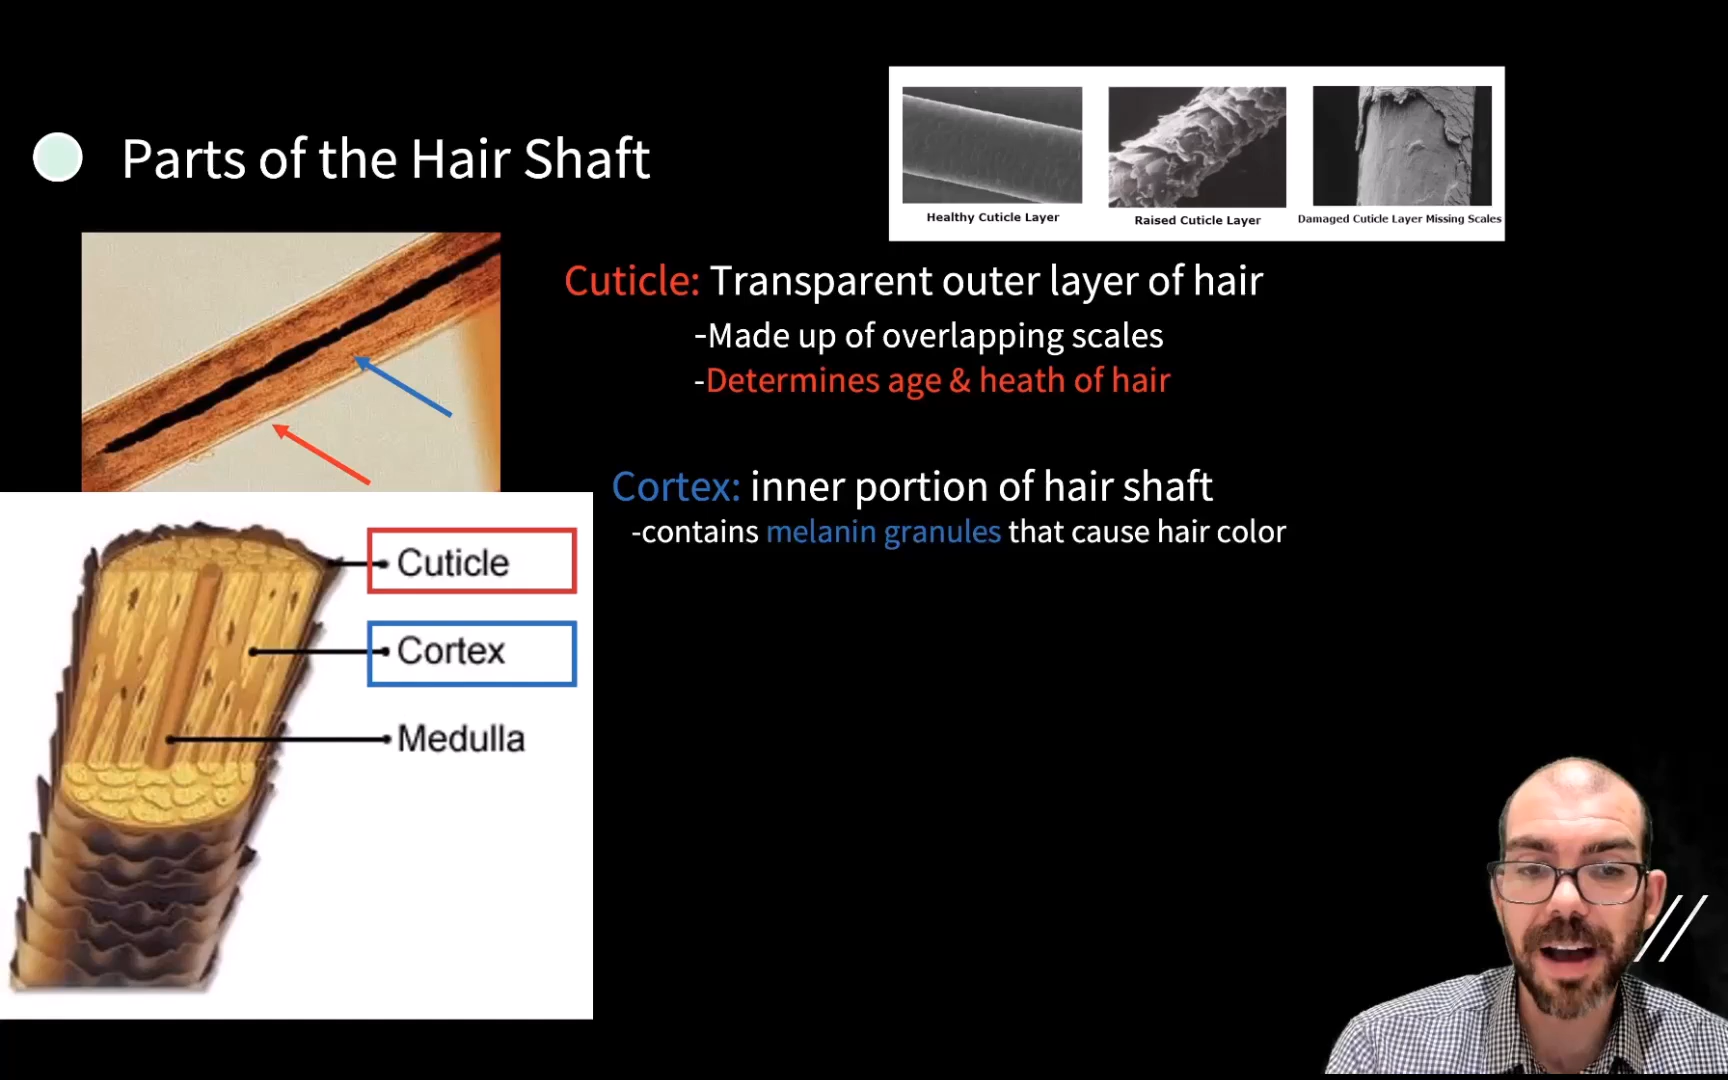 Parts of the Hair Shaft
Healthy Cuticle Layer
Raised Cuticle Layer
Damaged Cuticle Layer Missing Scales
Cuticle: Transparent outer layer of hair
-Made up of overlapping scales
-Determines age & heath of hair
Cortex: inner portion of hair shaft
-contains melanin granules that cause hair color
Cuticle
Cortex
Medulla